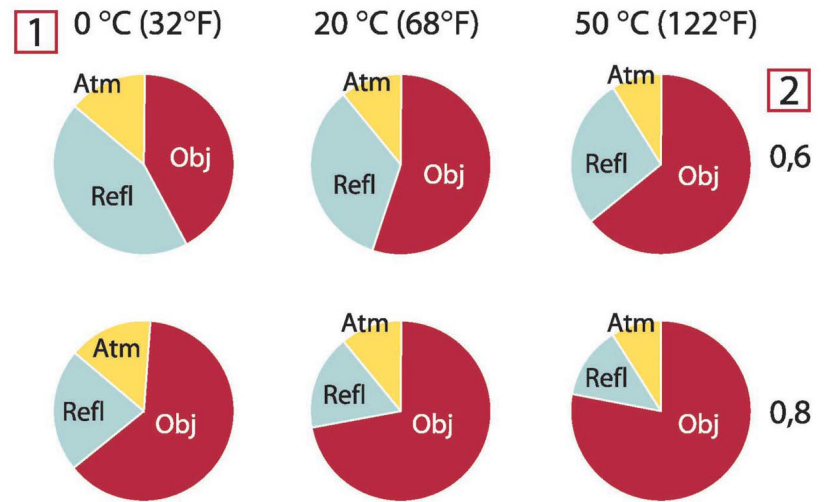 1 0 °C (32°F) 20 °C (68°F) 50 °C (122°F)
2
Atm Obj Refl
Atm Obj Refl
Atm Obj Refl
0,6
Atm Refl Obj
Atm Refl Obj
Atm Refl Obj
0,8